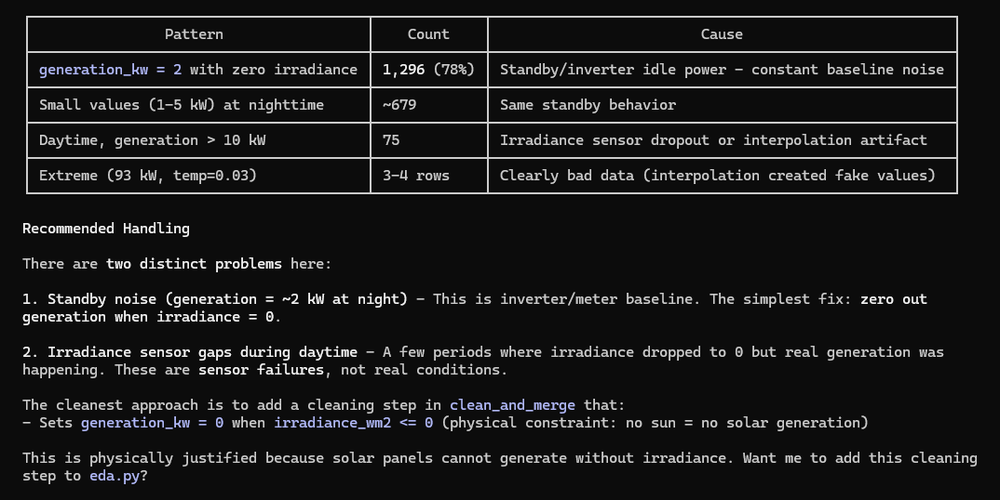 Pattern Count Cause
generation_kw = 2 with zero irradiance 1,296 (78%) Standby/inverter idle power — constant baseline noise
Small values (1–5 kW) at nighttime ~679 Same standby behavior
Daytime, generation > 10 kW 75 Irradiance sensor dropout or interpolation artifact
Extreme (93 kW, temp=0.03) 3–4 rows Clearly bad data (interpolation created fake values)
Recommended Handling
There are two distinct problems here:
1. Standby noise (generation = ~2 kW at night) — This is inverter/meter baseline. The simplest fix: zero out
generation when irradiance = 0.
2. Irradiance sensor gaps during daytime — A few periods where irradiance dropped to 0 but real generation was
happening. These are sensor failures, not real conditions.
The cleanest approach is to add a cleaning step in clean_and_merge that:
- Sets generation_kw = 0 when irradiance_wm2 <= 0 (physical constraint: no sun = no solar generation)
This is physically justified because solar panels cannot generate without irradiance. Want me to add this cleaning
step to eda.py?